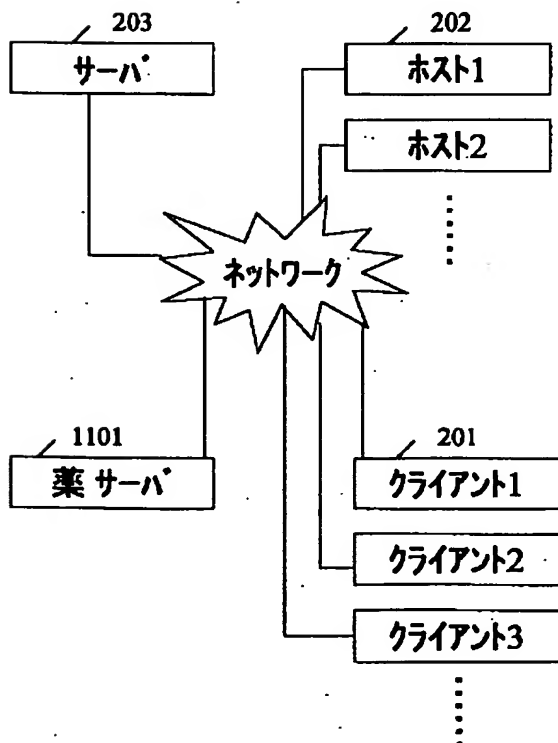 203
サーバ
202
ホスト1
ホスト2
ネットワーク
1101
薬サーバ
201
クライアント1
クライアント2
クライアント3